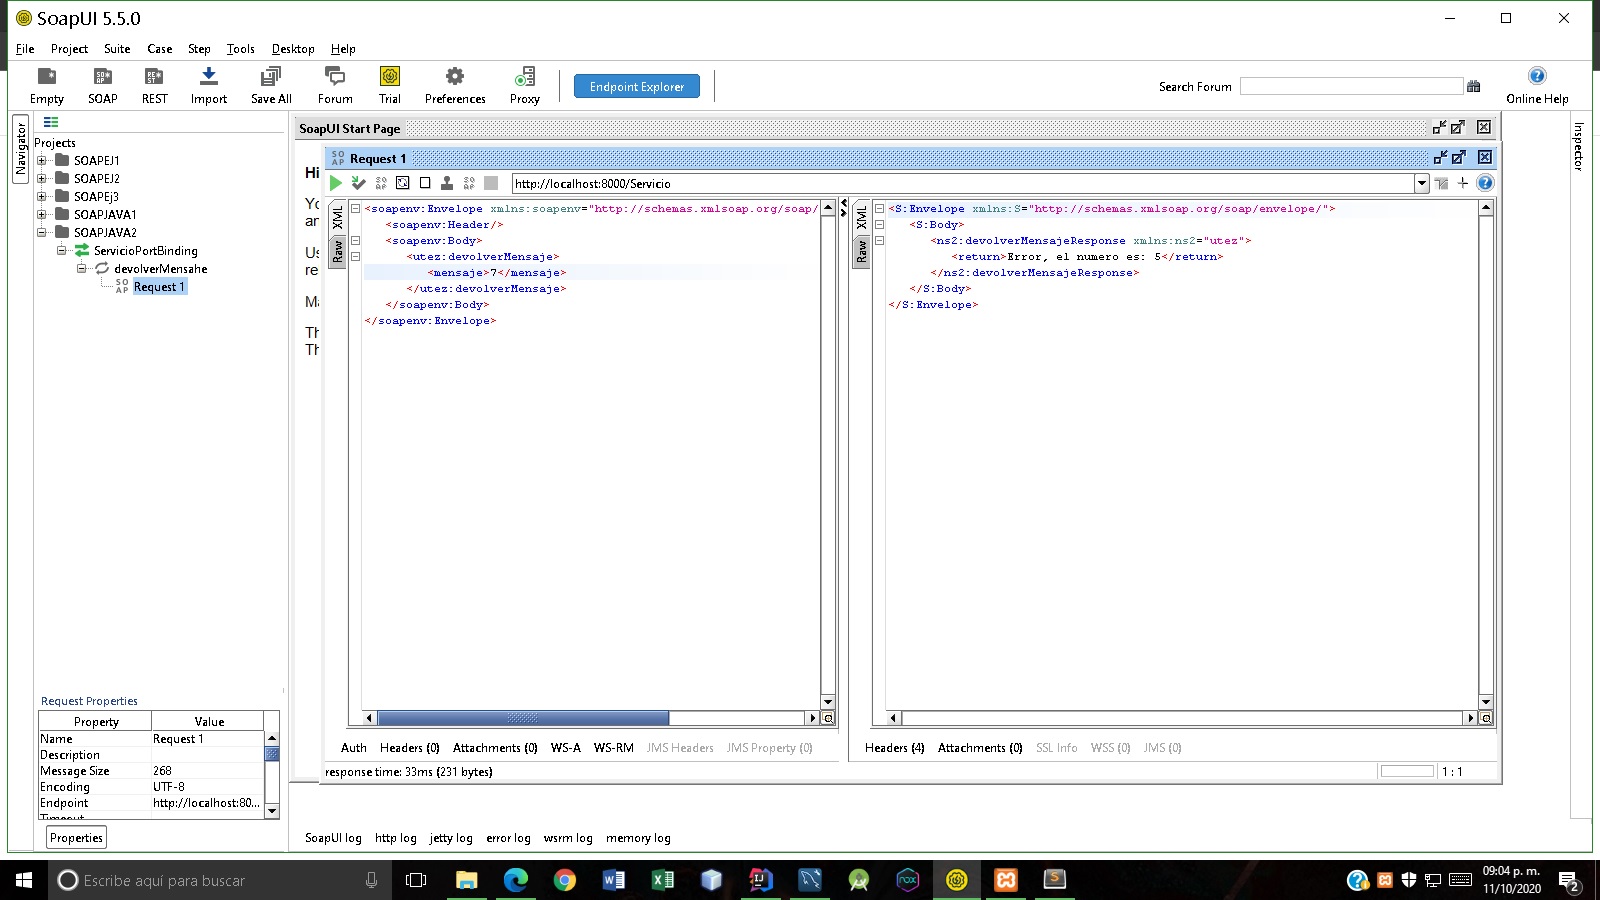 SoapUI 5.5.0
File Project Suite Case Step Tools Desktop Help
Empty SOAP REST Import Save All Forum Trial Preferences Proxy Endpoint Explorer Search Forum Online Help
Navigator
Inspector
Projects
SOAPEJ1
SOAPEJ2
SOAPEj3
SOAPJAVA1
SOAPJAVA2
ServicioPortBinding
devolverMensahe
SO AP Request 1
SoapUI Start Page
Hi
Yo
an
Us
re
Ma
Th
Th
SO AP Request 1
http://localhost:8000/Servicio
XML
Raw
<soapenv:Envelope xmlns:soapenv="http://schemas.xmlsoap.org/soap/
<soapenv:Header/>
<soapenv:Body>
<utez:devolverMensaje>
<mensaje>7</mensaje>
</utez:devolverMensaje>
</soapenv:Body>
</soapenv:Envelope>
XML
Raw
<S:Envelope xmlns:S="http://schemas.xmlsoap.org/soap/envelope/">
<S:Body>
<ns2:devolverMensajeResponse xmlns:ns2="utez">
<return>Error, el numero es: 5</return>
</ns2:devolverMensajeResponse>
</S:Body>
</S:Envelope>
Auth Headers (0) Attachments (0) WS-A WS-RM JMS Headers JMS Property (0)
Headers (4) Attachments (0) SSL Info WSS (0) JMS (0)
response time: 33ms (231 bytes)
1 : 1
Request Properties
Property Value
Name Request 1
Description
Message Size 268
Encoding UTF-8
Endpoint http://localhost:80...
Timeout
Properties
SoapUI log http log jetty log error log wsrm log memory log
Escribe aquí para buscar
09:04 p. m.
11/10/2020
2